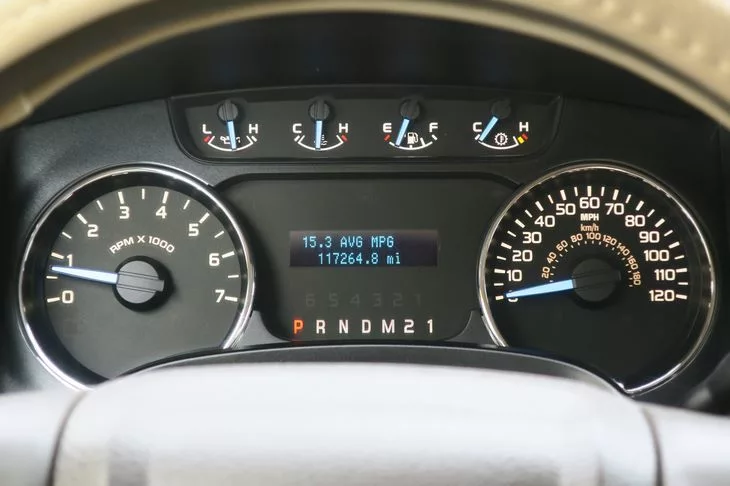 L H
C H
E F
C H
0 1 2 3 4 5 6 7
RPM X 1000
15.3 AVG MPG
117264.8 mi
6 5 4 3 2 1
P R N D M 2 1
0 10 20 30 40 50 60 70 80 90 100 110 120
MPH
km/h
20 40 60 80 100 120 140 160 180